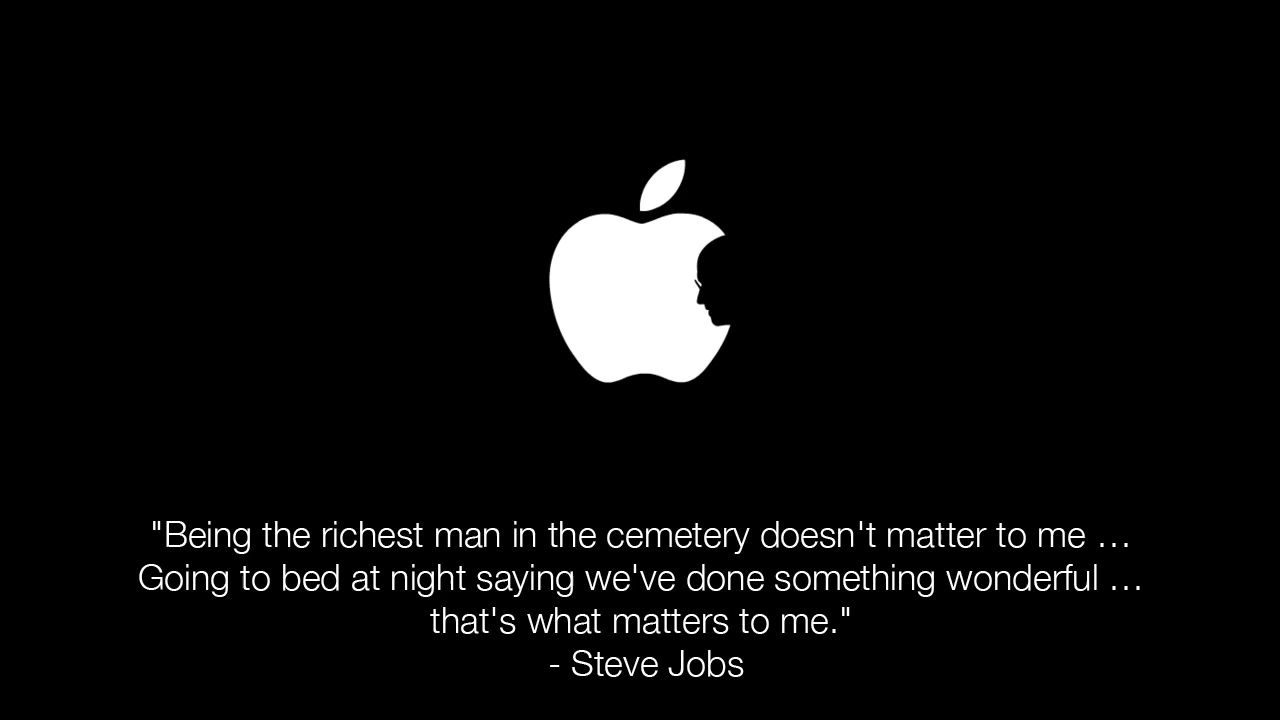 "Being the richest man in the cemetery doesn't matter to me …
Going to bed at night saying we've done something wonderful …
that's what matters to me."
- Steve Jobs